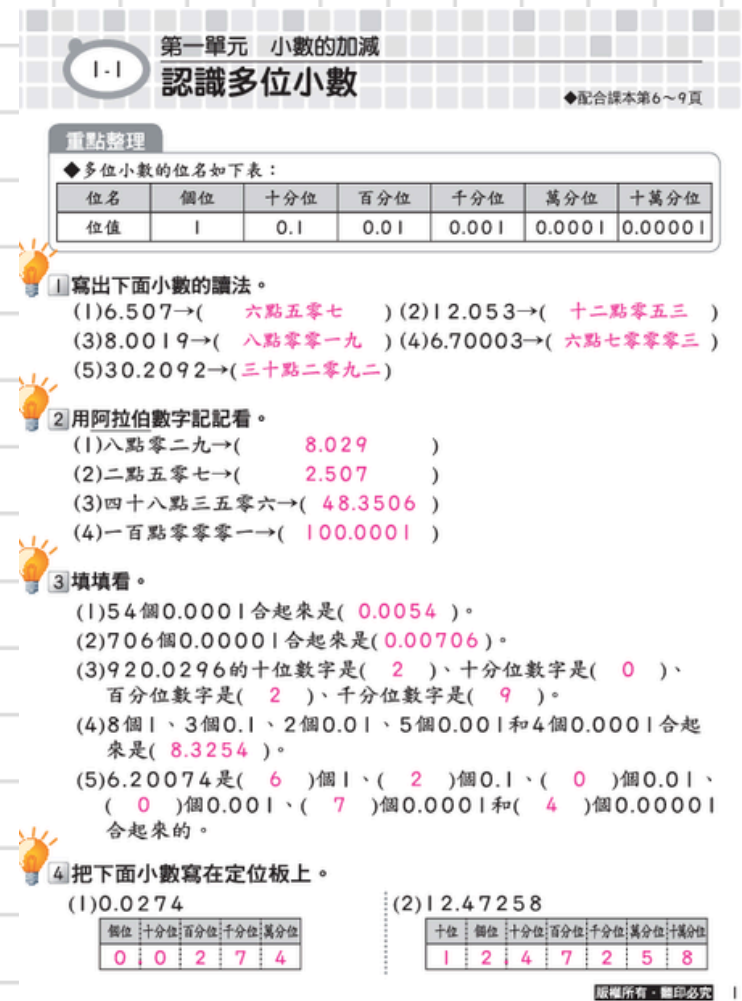 1-1
第一單元 小數的加減
認識多位小數
◆配合課本第6～9頁
重點整理
◆多位小數的位名如下表：
位名 個位 十分位 百分位 千分位 萬分位 十萬分位
位值 1 0.1 0.01 0.001 0.0001 0.00001
1 寫出下面小數的讀法。
(1)6.507→( 六點五零七 ) (2)12.053→( 十二點零五三 )
(3)8.0019→( 八點零零一九 ) (4)6.70003→( 六點七零零零三 )
(5)30.2092→(三十點二零九二)
2 用阿拉伯數字記記看。
(1)八點零二九→( 8.029 )
(2)二點五零七→( 2.507 )
(3)四十八點三五零六→( 48.3506 )
(4)一百點零零零一→( 100.0001 )
3 填填看。
(1)54個0.0001合起來是( 0.0054 )。
(2)706個0.00001合起來是( 0.00706 )。
(3)920.0296的十位數字是( 2 )、十分位數字是( 0 )、
百分位數字是( 2 )、千分位數字是( 9 )。
(4)8個1、3個0.1、2個0.01、5個0.001和4個0.0001合起
來是( 8.3254 )。
(5)6.20074是( 6 )個1、( 2 )個0.1、( 0 )個0.01、
( 0 )個0.001、( 7 )個0.0001和( 4 )個0.00001
合起來的。
4 把下面小數寫在定位板上。
(1)0.0274 (2)12.47258
個位 十分位 百分位 千分位 萬分位 十位 個位 十分位 百分位 千分位 萬分位 十萬分位
0.0 2 7 4 1 2.4 7 2 5 8
版權所有・翻印必究 1